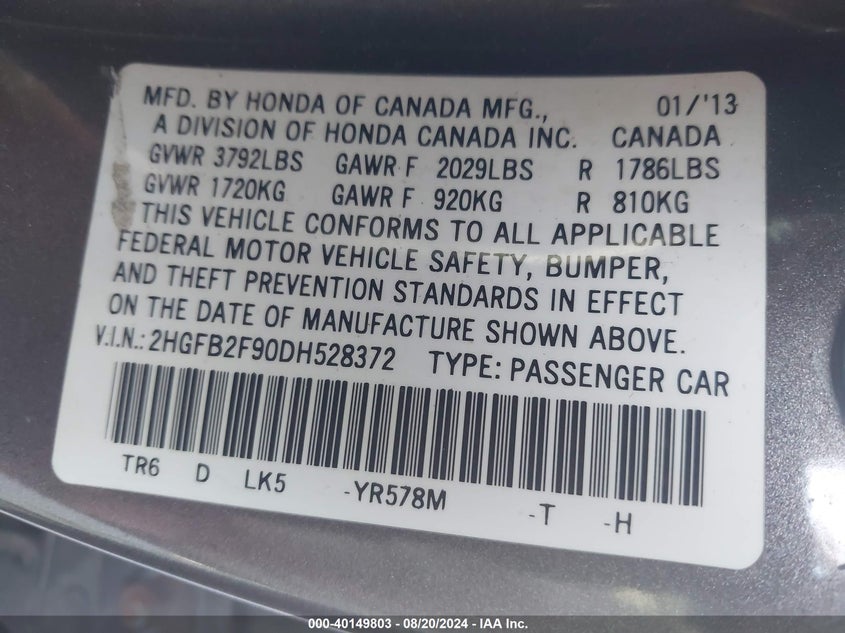 MFD. BY HONDA OF CANADA MFG., 01/'13
A DIVISION OF HONDA CANADA INC. CANADA
GVWR 3792LBS GAWR F 2029LBS R 1786LBS
GVWR 1720KG GAWR F 920KG R 810KG
THIS VEHICLE CONFORMS TO ALL APPLICABLE
FEDERAL MOTOR VEHICLE SAFETY, BUMPER,
AND THEFT PREVENTION STANDARDS IN EFFECT
ON THE DATE OF MANUFACTURE SHOWN ABOVE.
V.I.N.: 2HGFB2F90DH528372 TYPE: PASSENGER CAR
TR6 D LK5 -YR578M -T -H
000-40149803 - 08/20/2024 - IAA Inc.